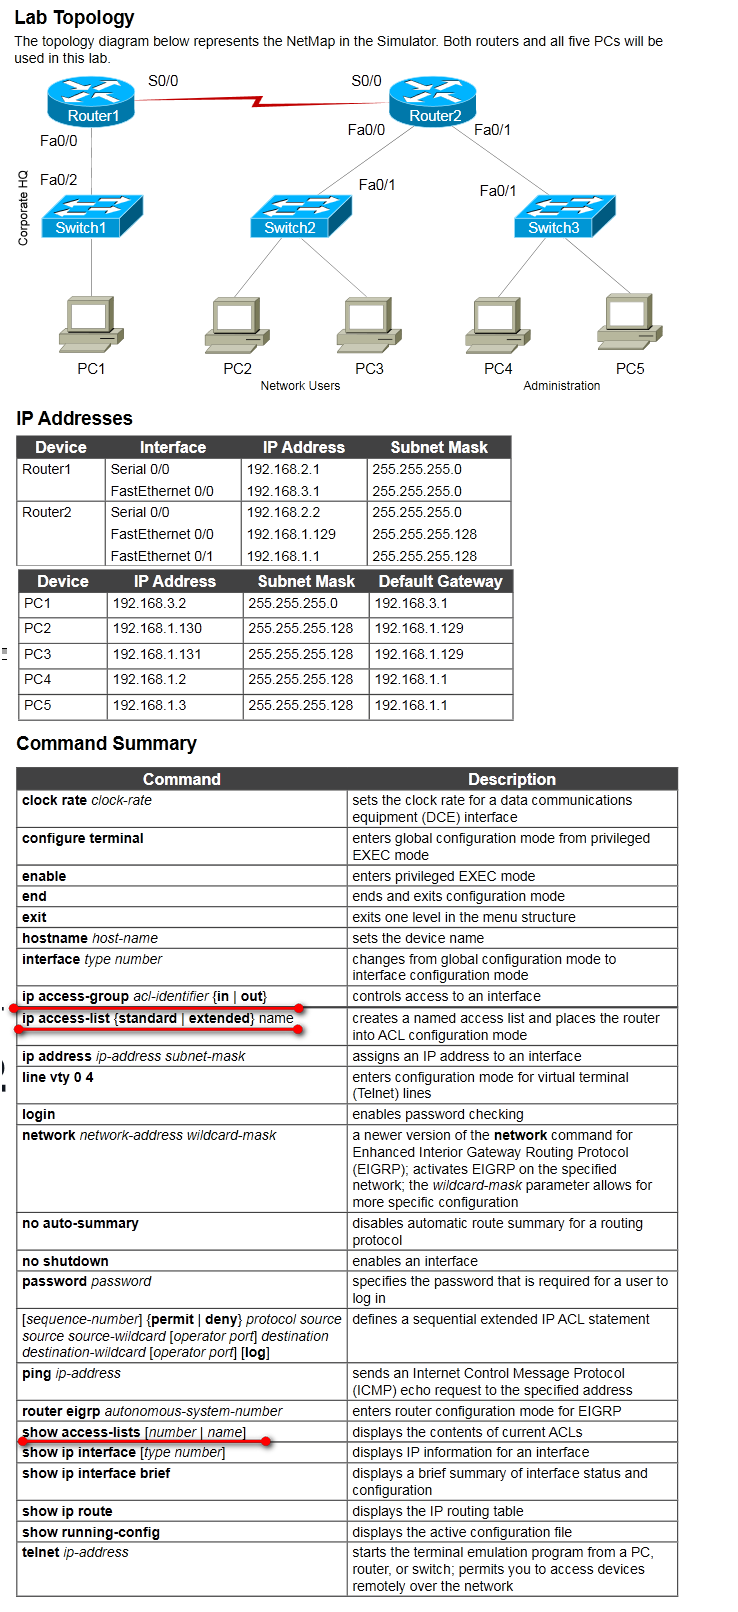 Lab Topology
The topology diagram below represents the NetMap in the Simulator. Both routers and all five PCs will be
used in this lab.
S0/0 S0/0
Router1 Router2
Fa0/0 Fa0/0 Fa0/1
Corporate HQ
Fa0/2 Fa0/1 Fa0/1
Switch1 Switch2 Switch3
PC1 PC2 PC3 PC4 PC5
Network Users Administration
IP Addresses
Device Interface IP Address Subnet Mask
Router1 Serial 0/0 192.168.2.1 255.255.255.0
FastEthernet 0/0 192.168.3.1 255.255.255.0
Router2 Serial 0/0 192.168.2.2 255.255.255.0
FastEthernet 0/0 192.168.1.129 255.255.255.128
FastEthernet 0/1 192.168.1.1 255.255.255.128
Device IP Address Subnet Mask Default Gateway
PC1 192.168.3.2 255.255.255.0 192.168.3.1
PC2 192.168.1.130 255.255.255.128 192.168.1.129
PC3 192.168.1.131 255.255.255.128 192.168.1.129
PC4 192.168.1.2 255.255.255.128 192.168.1.1
PC5 192.168.1.3 255.255.255.128 192.168.1.1
Command Summary
Command Description
clock rate clock-rate sets the clock rate for a data communications
equipment (DCE) interface
configure terminal enters global configuration mode from privileged
EXEC mode
enable enters privileged EXEC mode
end ends and exits configuration mode
exit exits one level in the menu structure
hostname host-name sets the device name
interface type number changes from global configuration mode to
interface configuration mode
ip access-group acl-identifier {in | out} controls access to an interface
ip access-list {standard | extended} name creates a named access list and places the router
into ACL configuration mode
ip address ip-address subnet-mask assigns an IP address to an interface
line vty 0 4 enters configuration mode for virtual terminal
(Telnet) lines
login enables password checking
network network-address wildcard-mask a newer version of the network command for
Enhanced Interior Gateway Routing Protocol
(EIGRP); activates EIGRP on the specified
network; the wildcard-mask parameter allows for
more specific configuration
no auto-summary disables automatic route summary for a routing
protocol
no shutdown enables an interface
password password specifies the password that is required for a user to
log in
[sequence-number] {permit | deny} protocol source defines a sequential extended IP ACL statement
source source-wildcard [operator port] destination
destination-wildcard [operator port] [log]
ping ip-address sends an Internet Control Message Protocol
(ICMP) echo request to the specified address
router eigrp autonomous-system-number enters router configuration mode for EIGRP
show access-lists [number | name] displays the contents of current ACLs
show ip interface [type number] displays IP information for an interface
show ip interface brief displays a brief summary of interface status and
configuration
show ip route displays the IP routing table
show running-config displays the active configuration file
telnet ip-address starts the terminal emulation program from a PC,
router, or switch; permits you to access devices
remotely over the network